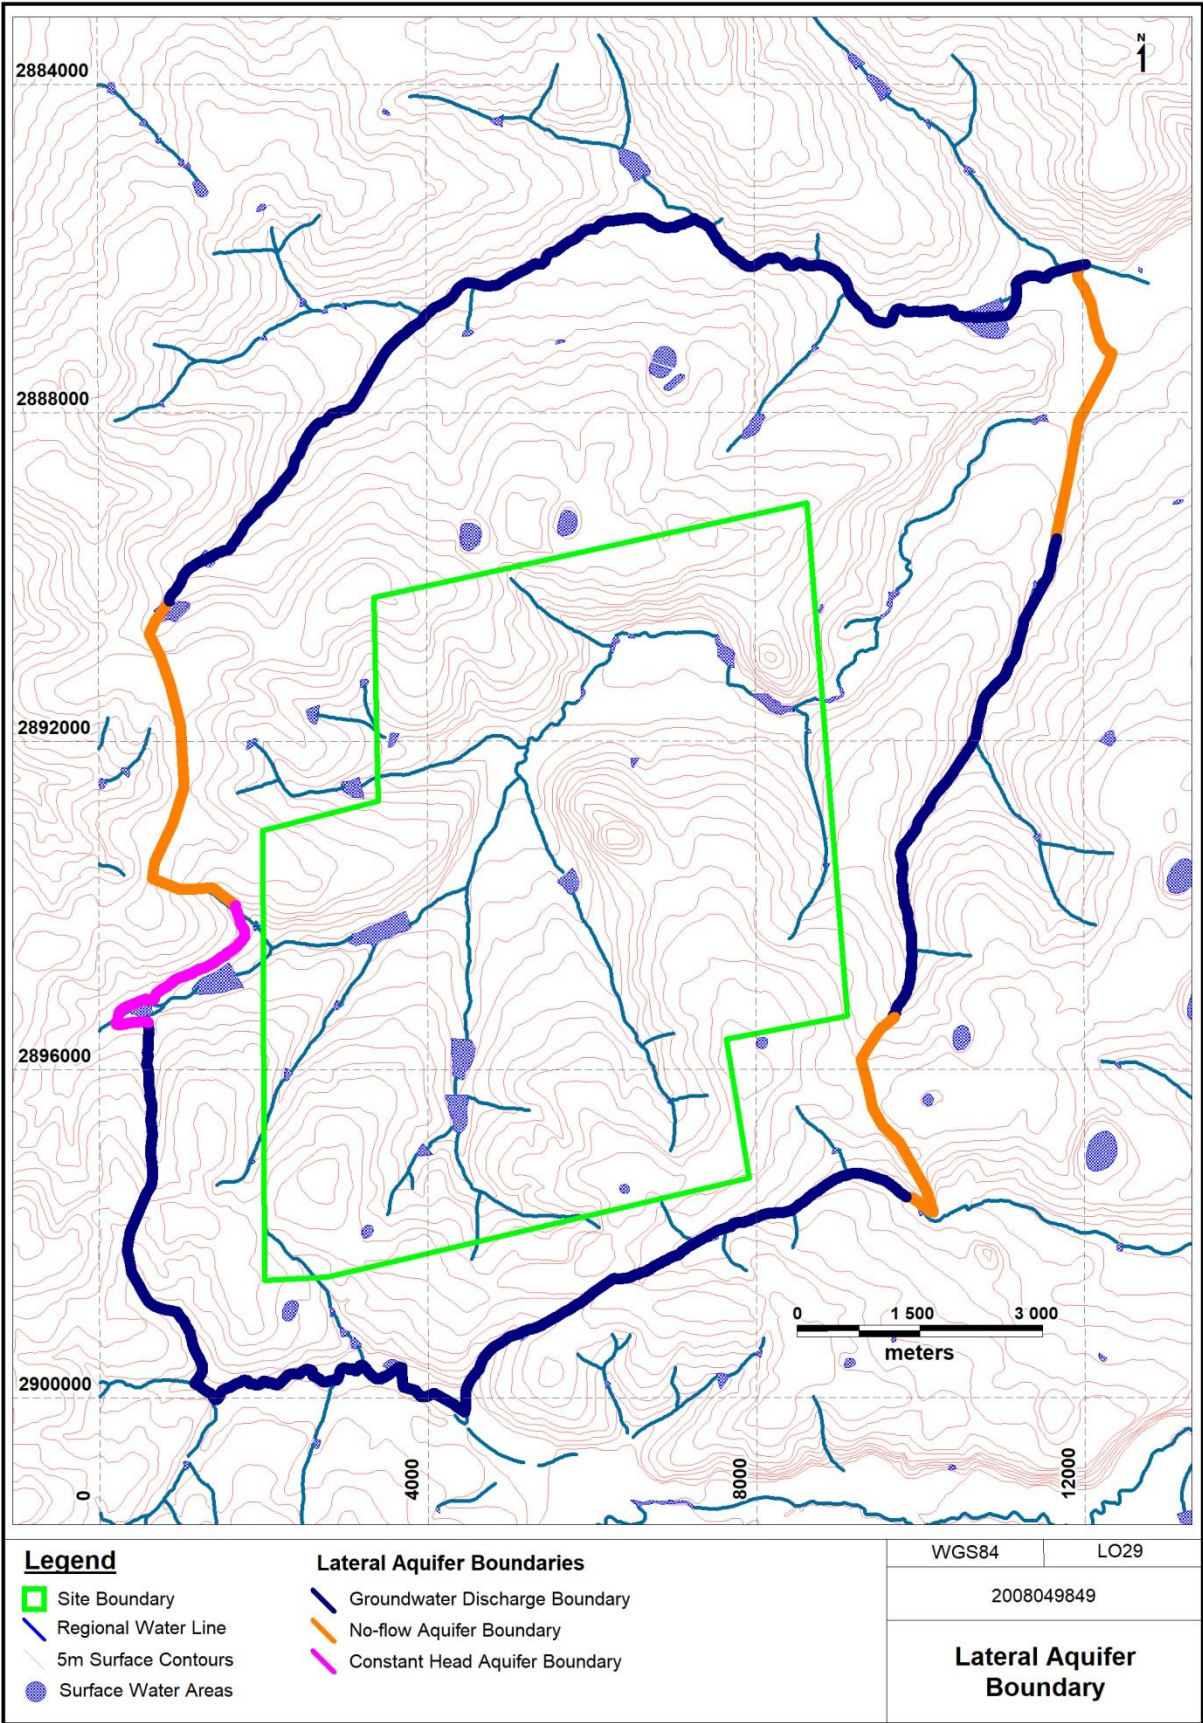 N
1
2884000
2888000
2892000
2896000
0
1 500
3 000
meters
2900000
0
4000
8000
12000
Legend
Site Boundary
Regional Water Line
5m Surface Contours
Surface Water Areas
Lateral Aquifer Boundaries
Groundwater Discharge Boundary
No-flow Aquifer Boundary
Constant Head Aquifer Boundary
WGS84
LO29
2008049849
Lateral Aquifer
Boundary